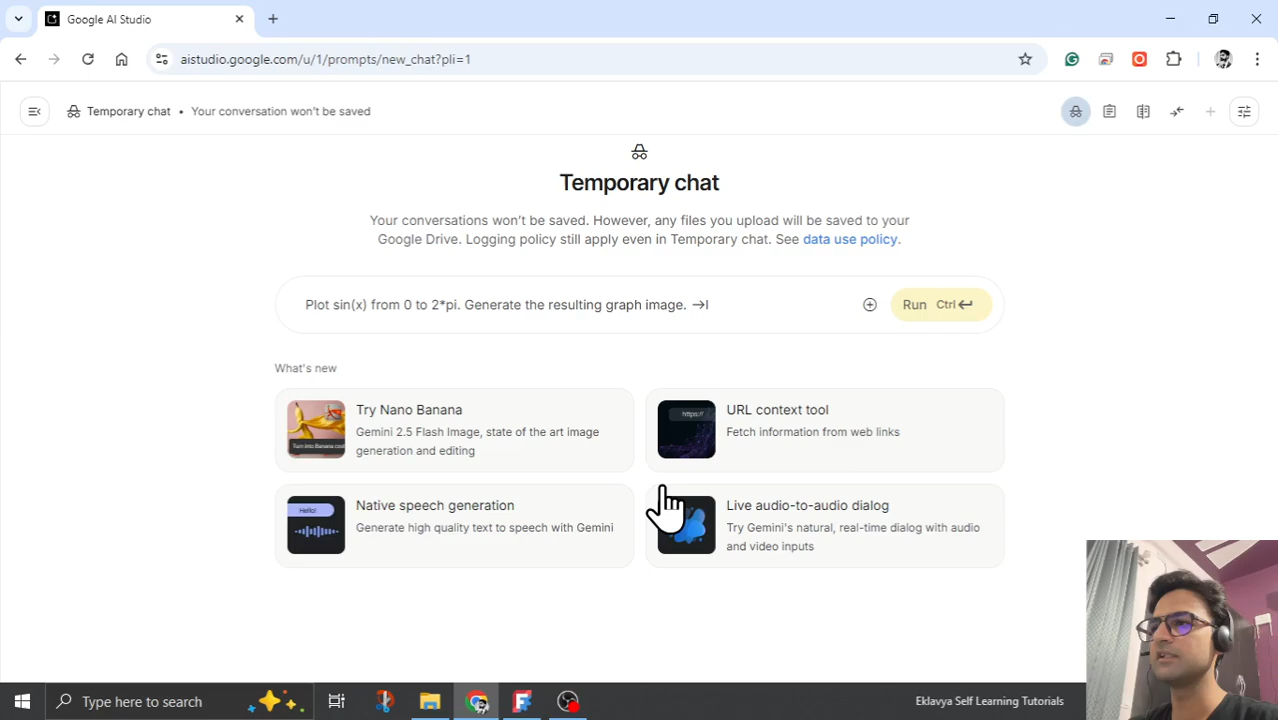 Google AI Studio
aistudio.google.com/u/1/prompts/new_chat?pli=1
Temporary chat • Your conversation won't be saved
Temporary chat
Your conversations won't be saved. However, any files you upload will be saved to your
Google Drive. Logging policy still apply even in Temporary chat. See data use policy.
Plot sin(x) from 0 to 2*pi. Generate the resulting graph image.
Run Ctrl
What's new
Try Nano Banana
Gemini 2.5 Flash Image, state of the art image
generation and editing
URL context tool
https://
Fetch information from web links
Native speech generation
Hello!
Generate high quality text to speech with Gemini
Live audio-to-audio dialog
Try Gemini's natural, real-time dialog with audio
and video inputs
Type here to search
Eklavya Self Learning Tutorials